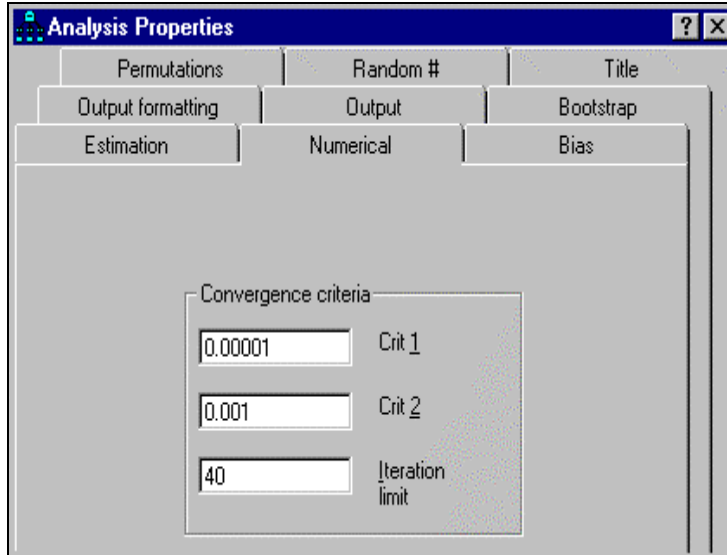 Analysis Properties
Permutations Random # Title
Output formatting Output Bootstrap
Estimation Numerical Bias
Convergence criteria
0.00001 Crit 1
0.001 Crit 2
40 Iteration
limit